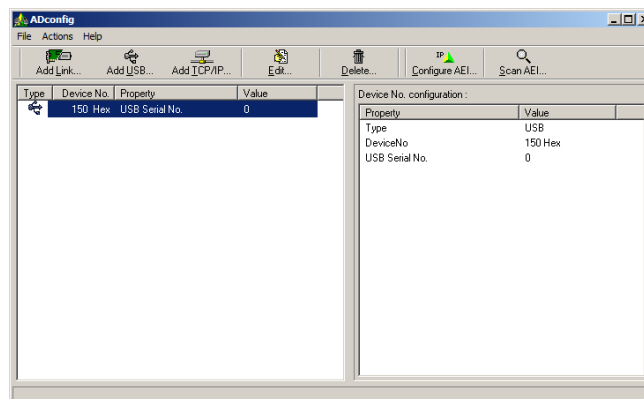 ADconfig
File Actions Help
Add Link... Add USB... Add TCP/IP... Edit... Delete... IP Configure AEI... Scan AEI...
Type Device No. Property Value
150 Hex USB Serial No. 0
Device No. configuration :
Property Value
Type USB
DeviceNo 150 Hex
USB Serial No. 0